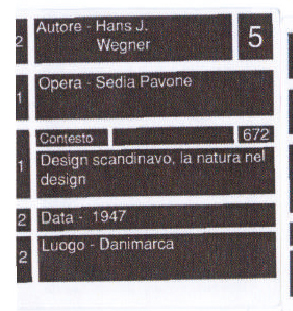 2 Autore - Hans J. 5
Wegner
1 Opera - Sedia Pavone
Contesto 672
1 Design scandinavo, la natura nel
design
2 Data - 1947
2 Luogo - Danimarca